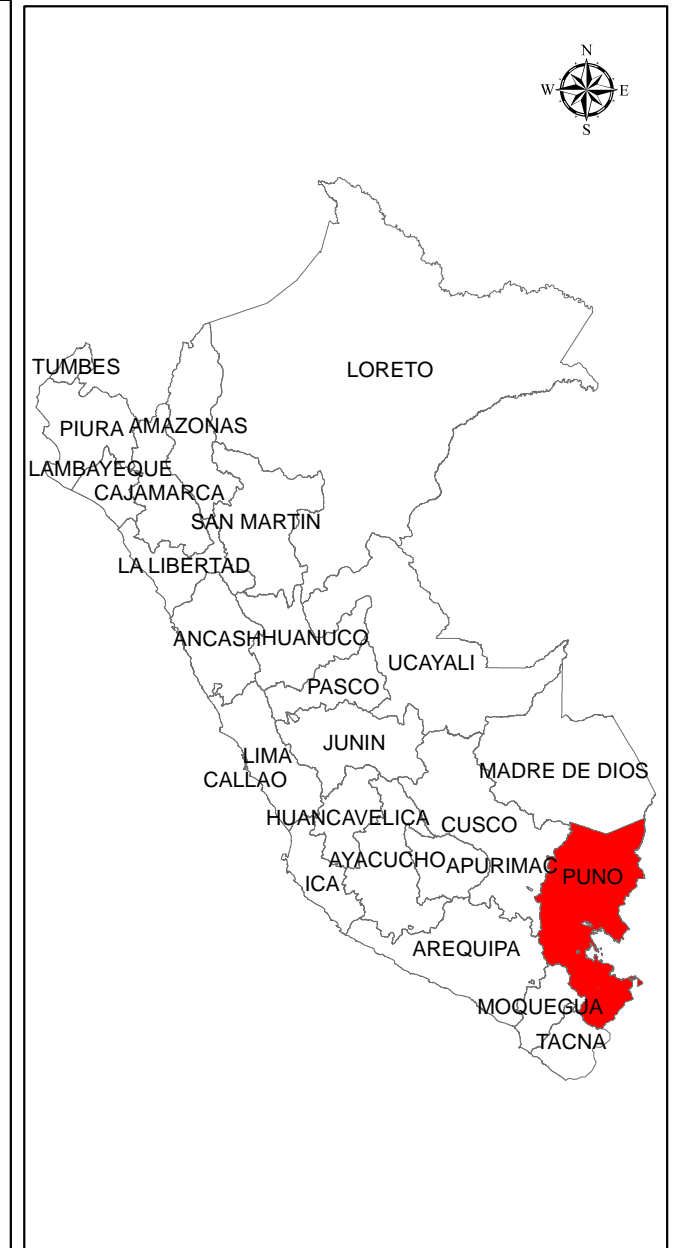 N
W E
S
TUMBES
LORETO
PIURA
AMAZONAS
LAMBAYEQUE
CAJAMARCA
SAN MARTIN
LA LIBERTAD
ANCASH
HUANUCO
UCAYALI
PASCO
JUNIN
LIMA
MADRE DE DIOS
CALLAO
HUANCAVELICA
CUSCO
AYACUCHO
APURIMAC
PUNO
ICA
AREQUIPA
MOQUEGUA
TACNA